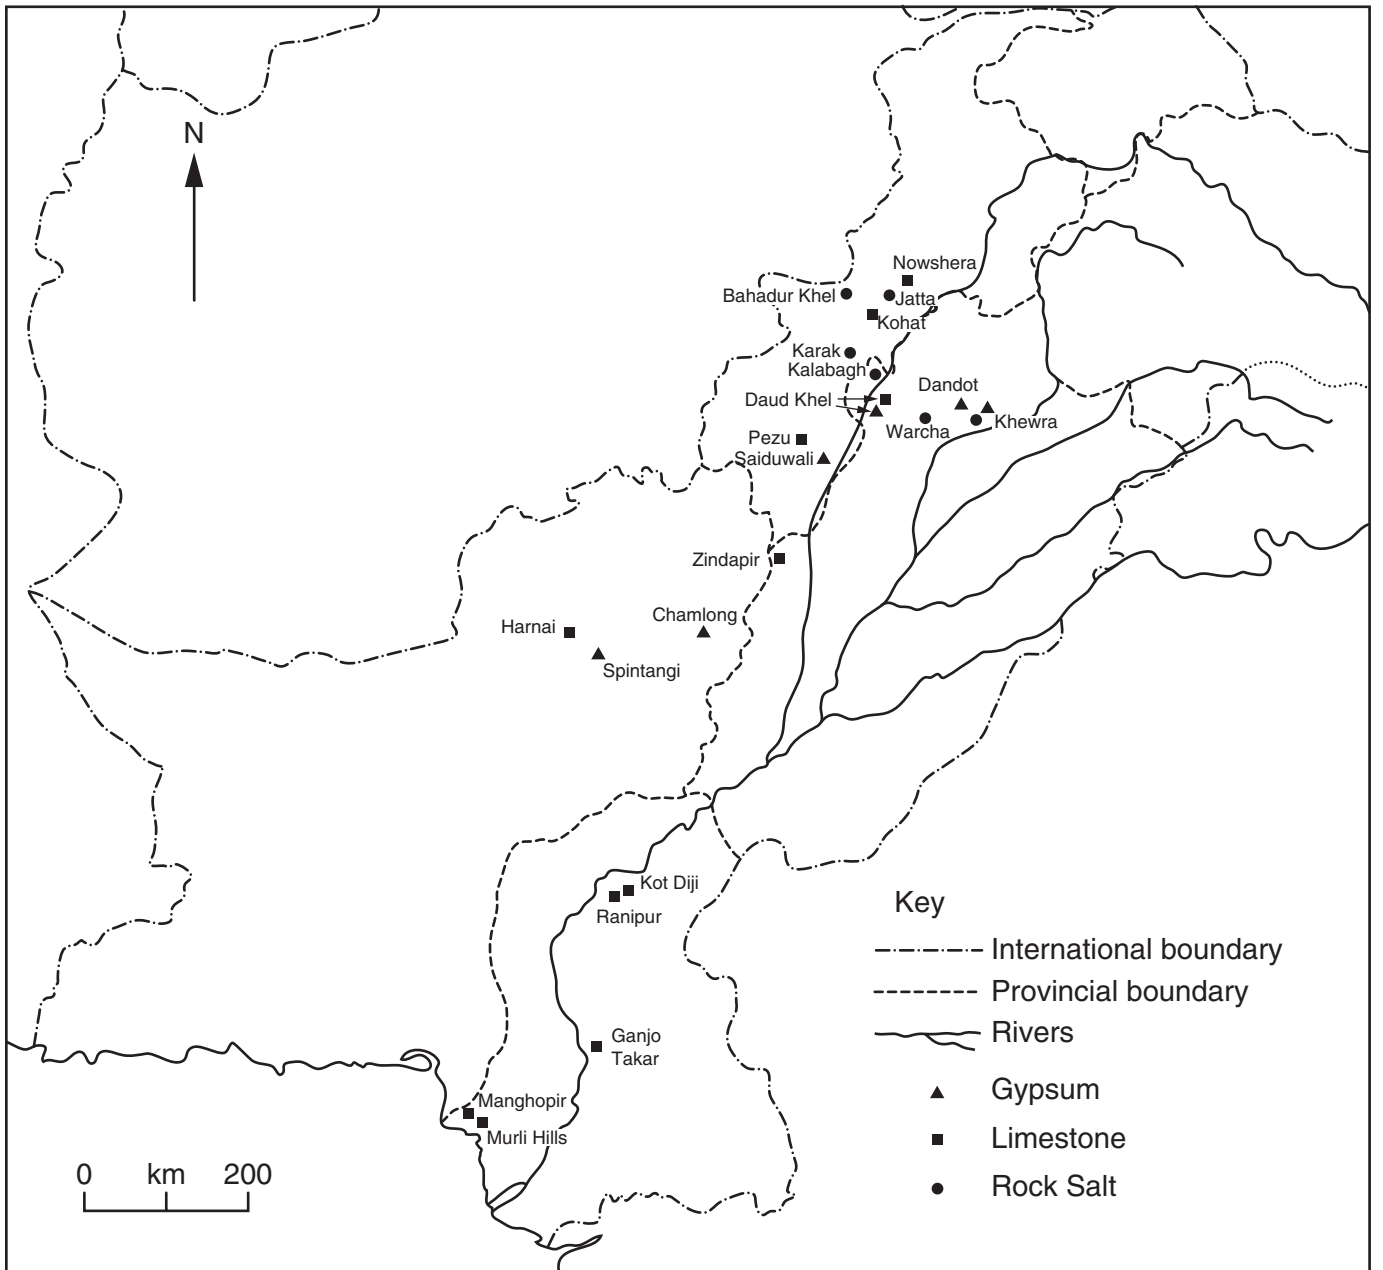 N
Nowshera
Bahadur Khel
Jatta
Kohat
Karak
Kalabagh
Dandot
Daud Khel
Khewra
Warcha
Pezu
Saiduwali
Zindapir
Chamlong
Harnai
Spintangi
Kot Diji
Ranipur
Key
International boundary
Provincial boundary
Rivers
Ganjo
Takar
Gypsum
Manghopir
Murli Hills
Limestone
0 km 200
Rock Salt